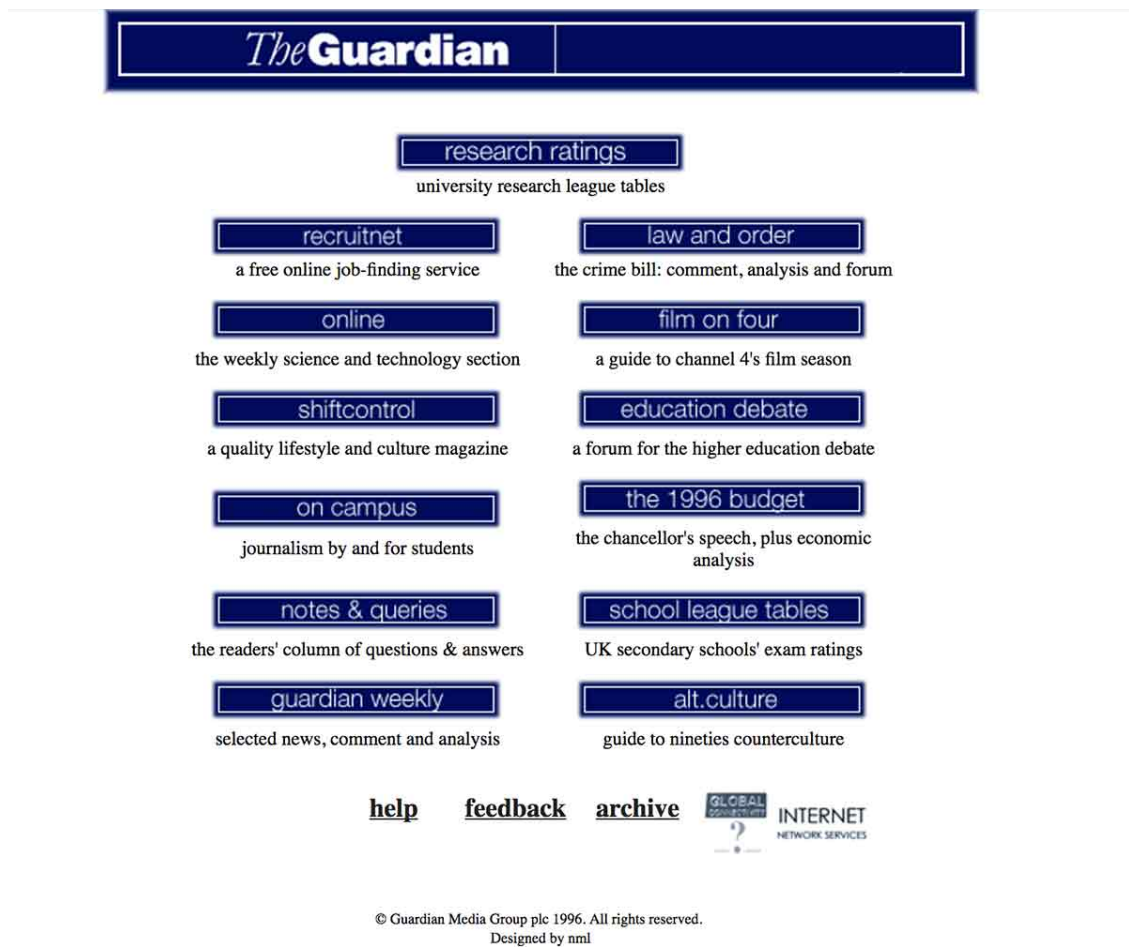 The Guardian
research ratings
university research league tables
recruitnet
a free online job-finding service
law and order
the crime bill: comment, analysis and forum
online
the weekly science and technology section
film on four
a guide to channel 4's film season
shiftcontrol
a quality lifestyle and culture magazine
education debate
a forum for the higher education debate
on campus
journalism by and for students
the 1996 budget
the chancellor's speech, plus economic
analysis
notes & queries
the readers' column of questions & answers
school league tables
UK secondary schools' exam ratings
guardian weekly
selected news, comment and analysis
alt.culture
guide to nineties counterculture
help feedback archive
GLOBAL
CONNECTIVITY
?
INTERNET
NETWORK SERVICES
© Guardian Media Group plc 1996. All rights reserved.
Designed by nml